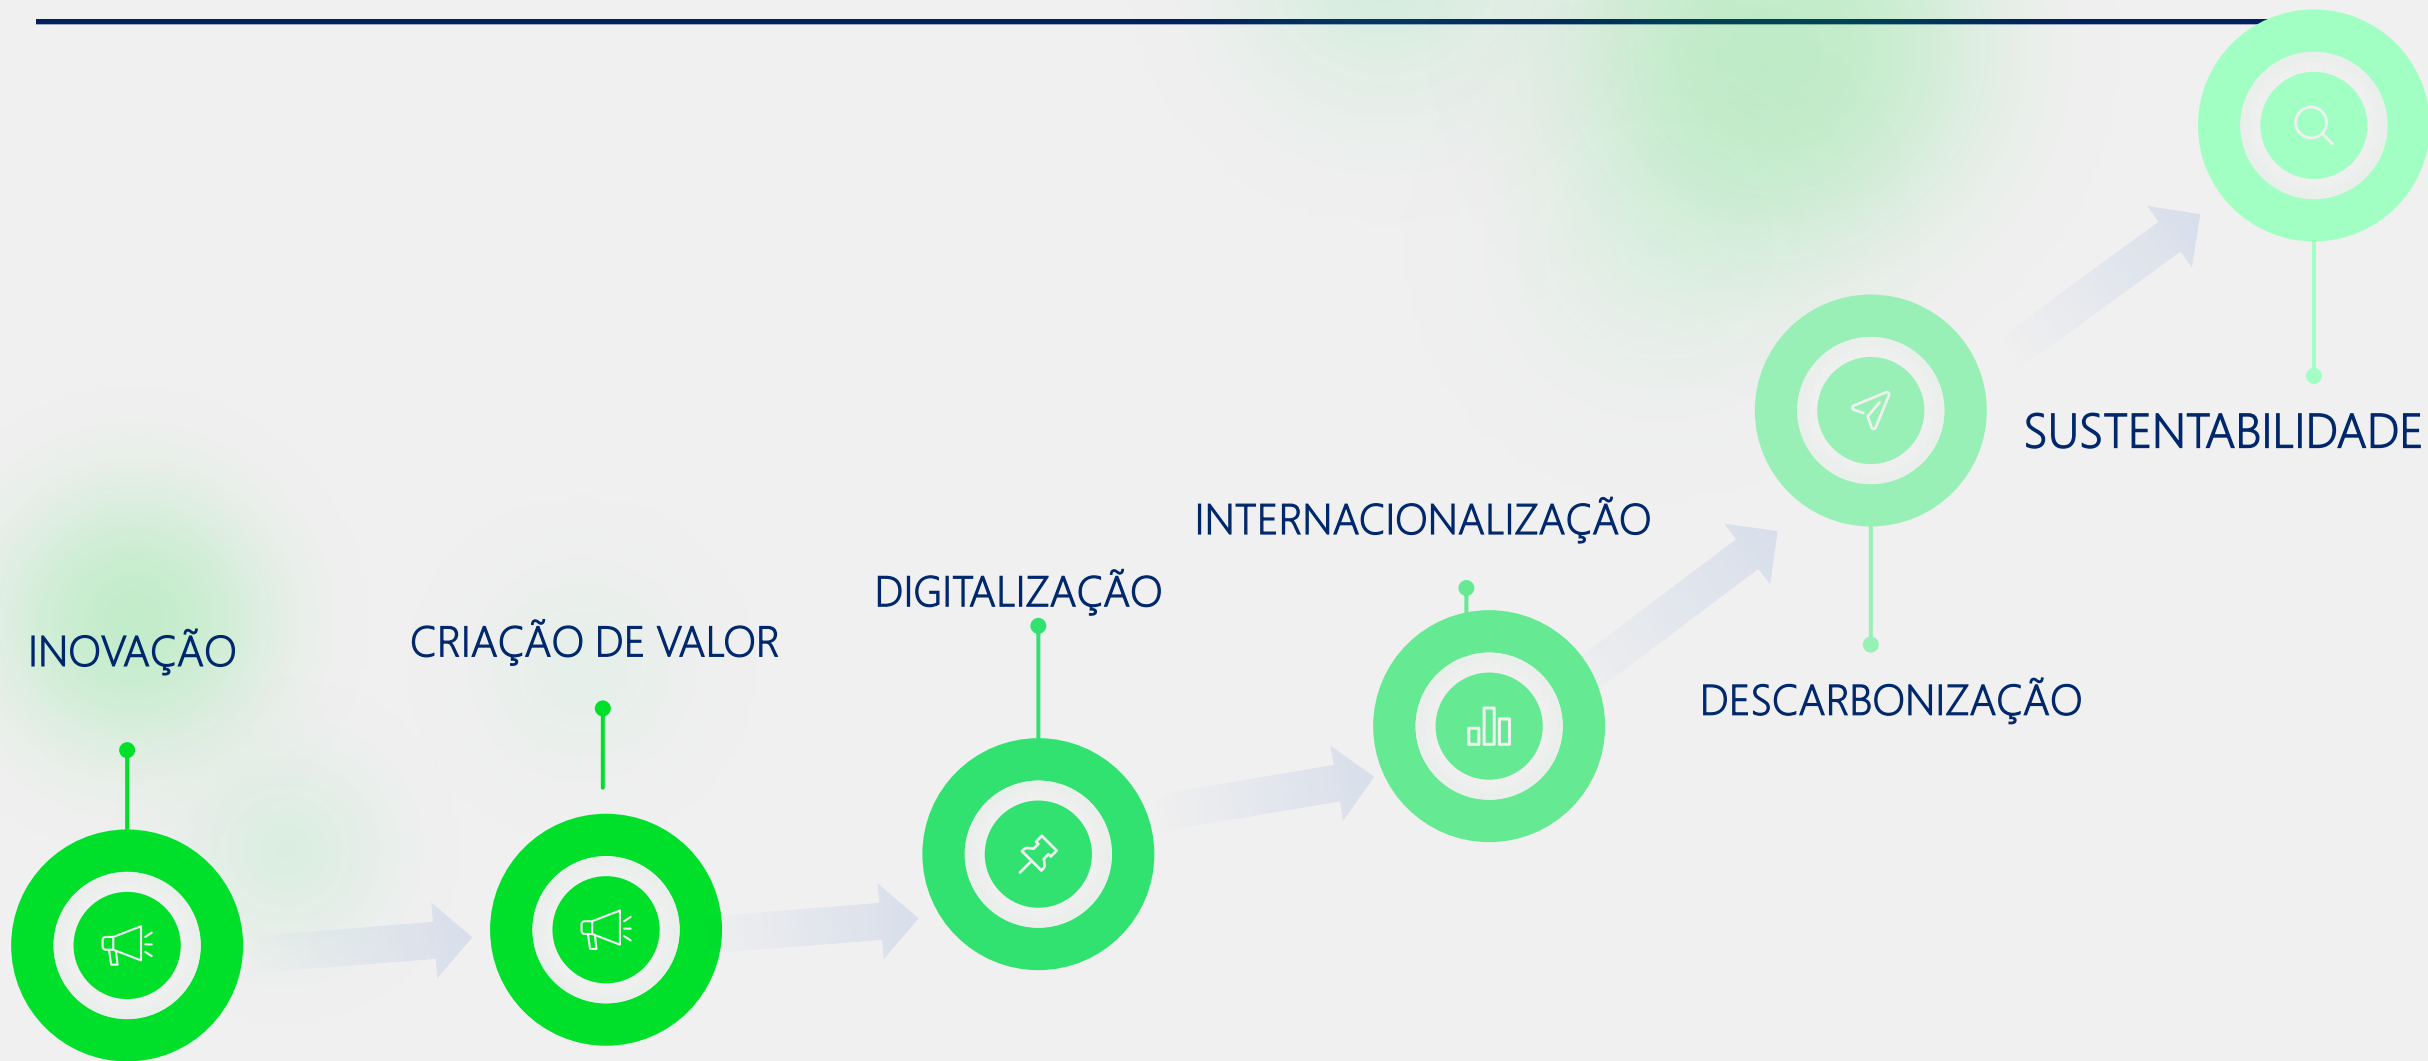 INOVAÇÃO
CRIAÇÃO DE VALOR
DIGITALIZAÇÃO
INTERNACIONALIZAÇÃO
DESCARBONIZAÇÃO
SUSTENTABILIDADE